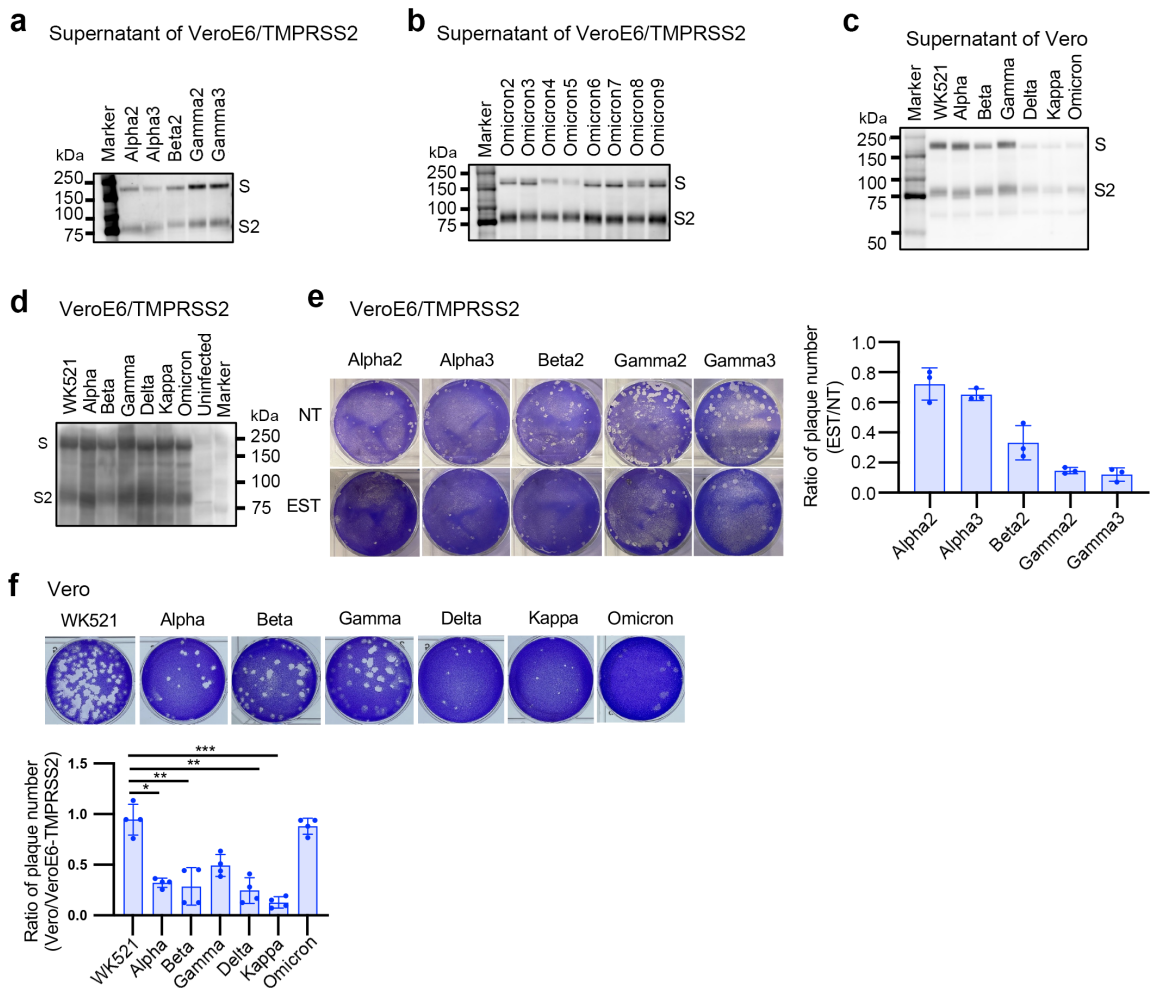 a
Supernatant of VeroE6/TMPRSS2
Marker
Alpha2
Alpha3
Beta2
Gamma2
Gamma3
kDa
250
150
100
75
S
S2
b
Supernatant of VeroE6/TMPRSS2
Marker
Omicron2
Omicron3
Omicron4
Omicron5
Omicron6
Omicron7
Omicron8
Omicron9
kDa
250
150
100
75
S
S2
c
Supernatant of Vero
Marker
WK521
Alpha
Beta
Gamma
Delta
Kappa
Omicron
kDa
250
150
100
75
50
S
S2
d
VeroE6/TMPRSS2
WK521
Alpha
Beta
Gamma
Delta
Kappa
Omicron
Uninfected
Marker
kDa
250
150
100
75
S
S2
e
VeroE6/TMPRSS2
Alpha2
Alpha3
Beta2
Gamma2
Gamma3
NT
EST
Ratio of plaque number
(EST/NT)
1.0
0.8
0.6
0.4
0.2
0.0
Alpha2
Alpha3
Beta2
Gamma2
Gamma3
f
Vero
WK521
Alpha
Beta
Gamma
Delta
Kappa
Omicron
Ratio of plaque number
(Vero/VeroE6-TMPRSS2)
1.5
1.0
0.5
0.0
***
**
**
*
WK521
Alpha
Beta
Gamma
Delta
Kappa
Omicron